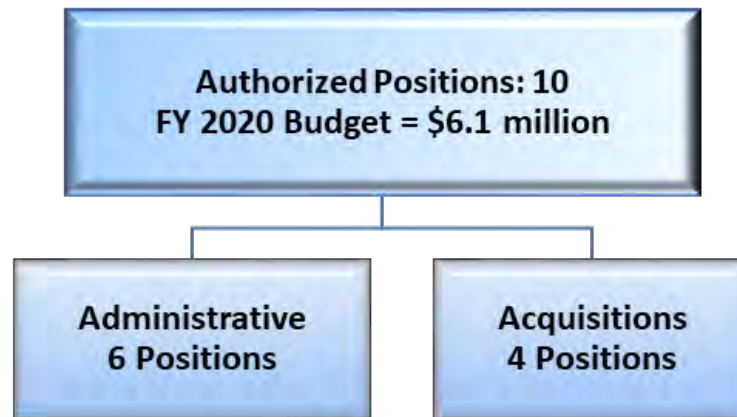 Authorized Positions: 10
FY 2020 Budget = $6.1 million
Administrative
6 Positions
Acquisitions
4 Positions